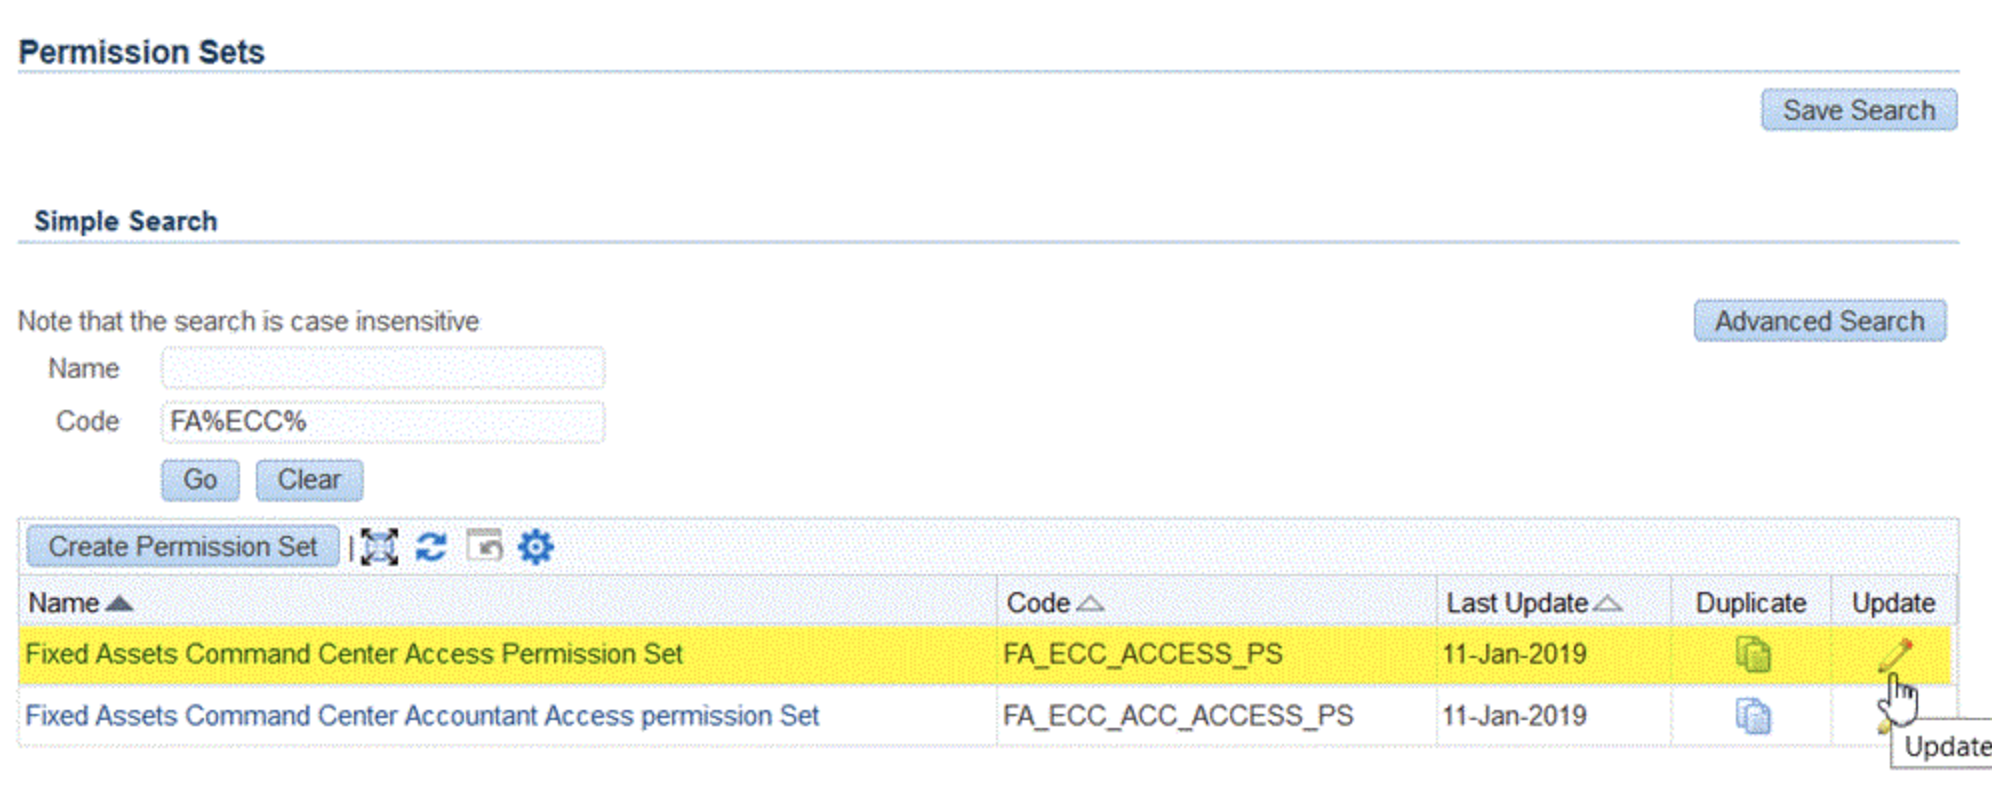 Permission Sets
Save Search
Simple Search
Note that the search is case insensitive
Advanced Search
Name
Code FA%ECC%
Go Clear
Create Permission Set |
Name Code Last Update Duplicate Update
Fixed Assets Command Center Access Permission Set FA_ECC_ACCESS_PS 11-Jan-2019
Fixed Assets Command Center Accountant Access permission Set FA_ECC_ACC_ACCESS_PS 11-Jan-2019
Update